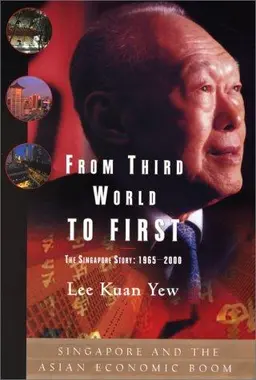 FROM THIRD
WORLD
TO FIRST
THE SINGAPORE STORY: 1965-2000
Lee Kuan Yew
SINGAPORE AND THE
ASIAN ECONOMIC BOOM